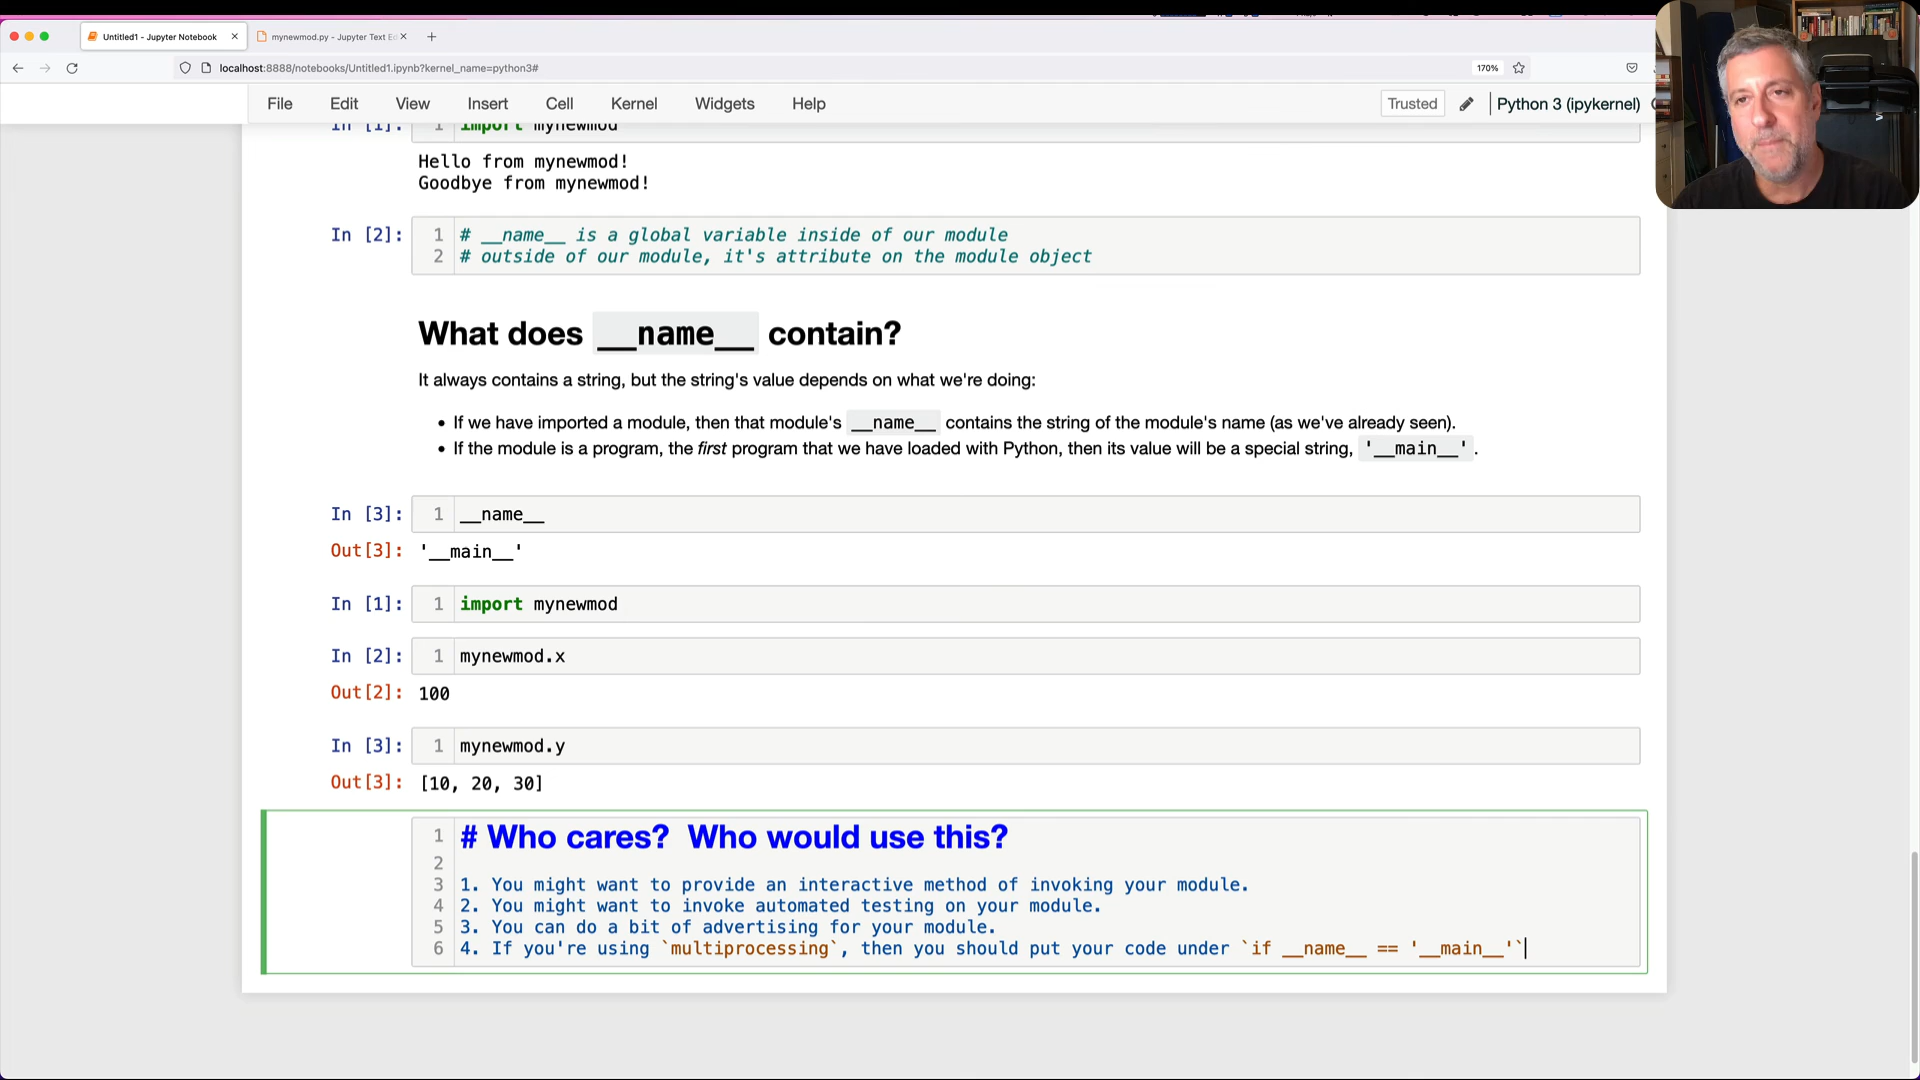 Untitled1 - Jupyter Notebook
mynewmod.py - Jupyter Text Ed
localhost:8888/notebooks/Untitled1.ipynb?kernel_name=python3#
170%
File Edit View Insert Cell Kernel Widgets Help
Trusted
Python 3 (ipykernel)
In [1]: 1 import mynewmod
Hello from mynewmod!
Goodbye from mynewmod!
In [2]: 1 # __name__ is a global variable inside of our module
2 # outside of our module, it's attribute on the module object
What does __name__ contain?
It always contains a string, but the string's value depends on what we're doing:
• If we have imported a module, then that module's __name__ contains the string of the module's name (as we've already seen).
• If the module is a program, the first program that we have loaded with Python, then its value will be a special string, '__main__'.
In [3]: 1 __name__
Out[3]: '__main__'
In [1]: 1 import mynewmod
In [2]: 1 mynewmod.x
Out[2]: 100
In [3]: 1 mynewmod.y
Out[3]: [10, 20, 30]
1 # Who cares?  Who would use this?
2
3 1. You might want to provide an interactive method of invoking your module.
4 2. You might want to invoke automated testing on your module.
5 3. You can do a bit of advertising for your module.
6 4. If you're using `multiprocessing`, then you should put your code under `if __name__ == '__main__'`